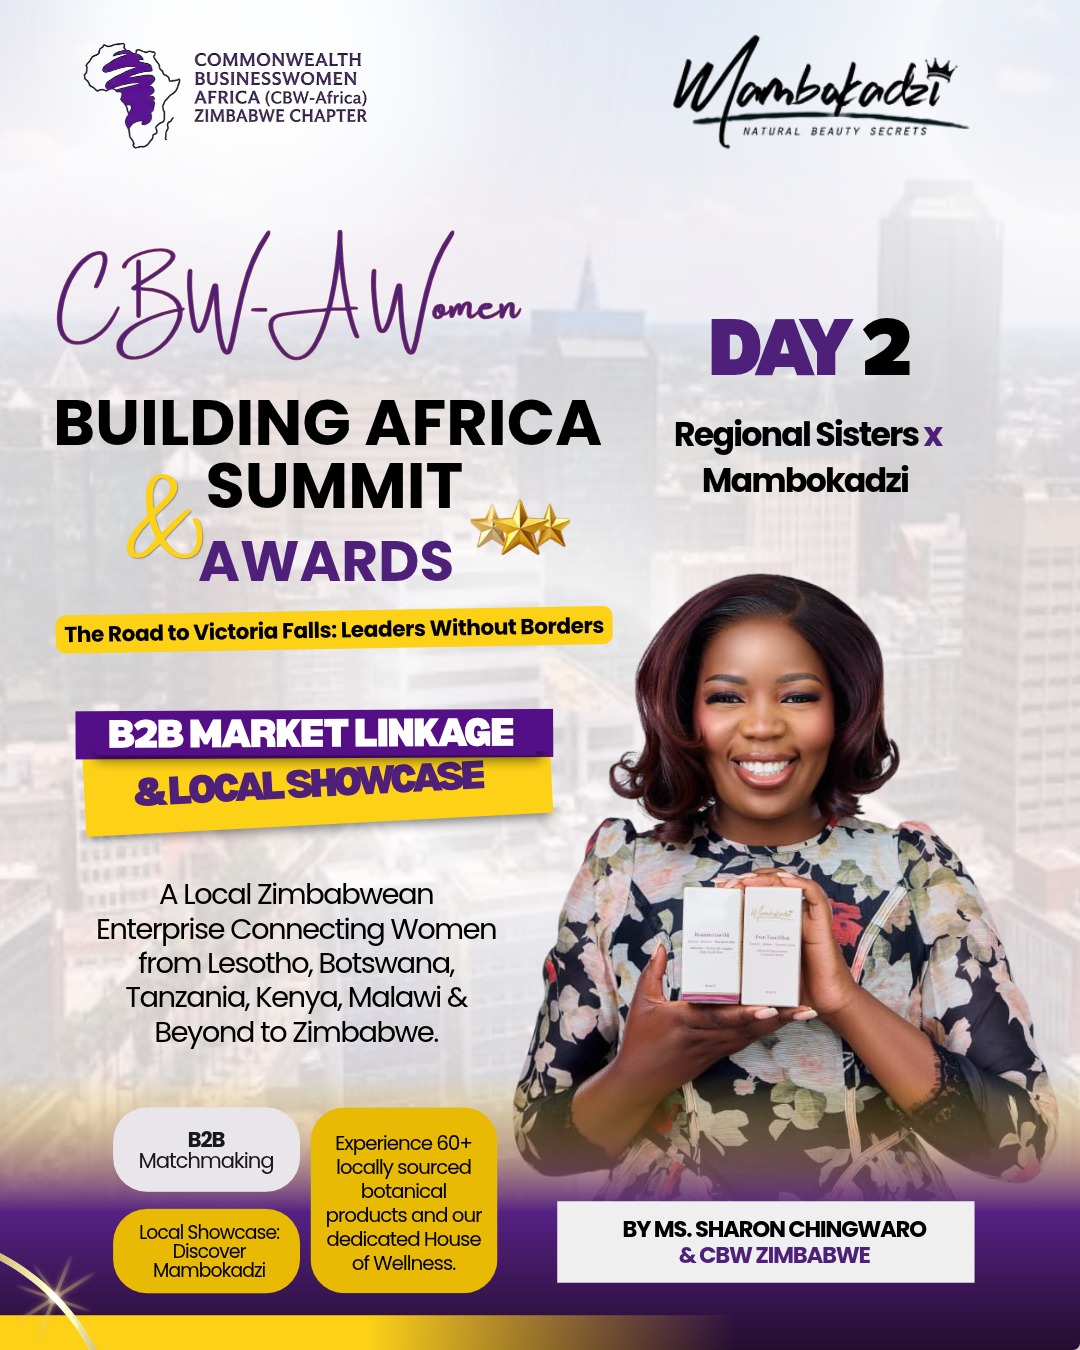 COMMONWEALTH
BUSINESSWOMEN
AFRICA (CBW-Africa)
ZIMBABWE CHAPTER
Mambokadzi
NATURAL BEAUTY SECRETS
CBW-AWomen
BUILDING AFRICA
SUMMIT
&
AWARDS
The Road to Victoria Falls: Leaders Without Borders
DAY 2
Regional Sisters x
Mambokadzi
B2B MARKET LINKAGE
& LOCAL SHOWCASE
A Local Zimbabwean
Enterprise Connecting Women
from Lesotho, Botswana,
Tanzania, Kenya, Malawi &
Beyond to Zimbabwe.
Mambokadzi
B2B
Matchmaking
Local Showcase:
Discover
Mambokadzi
Experience 60+
locally sourced
botanical
products and our
dedicated House
of Wellness.
BY MS. SHARON CHINGWARO
& CBW ZIMBABWE